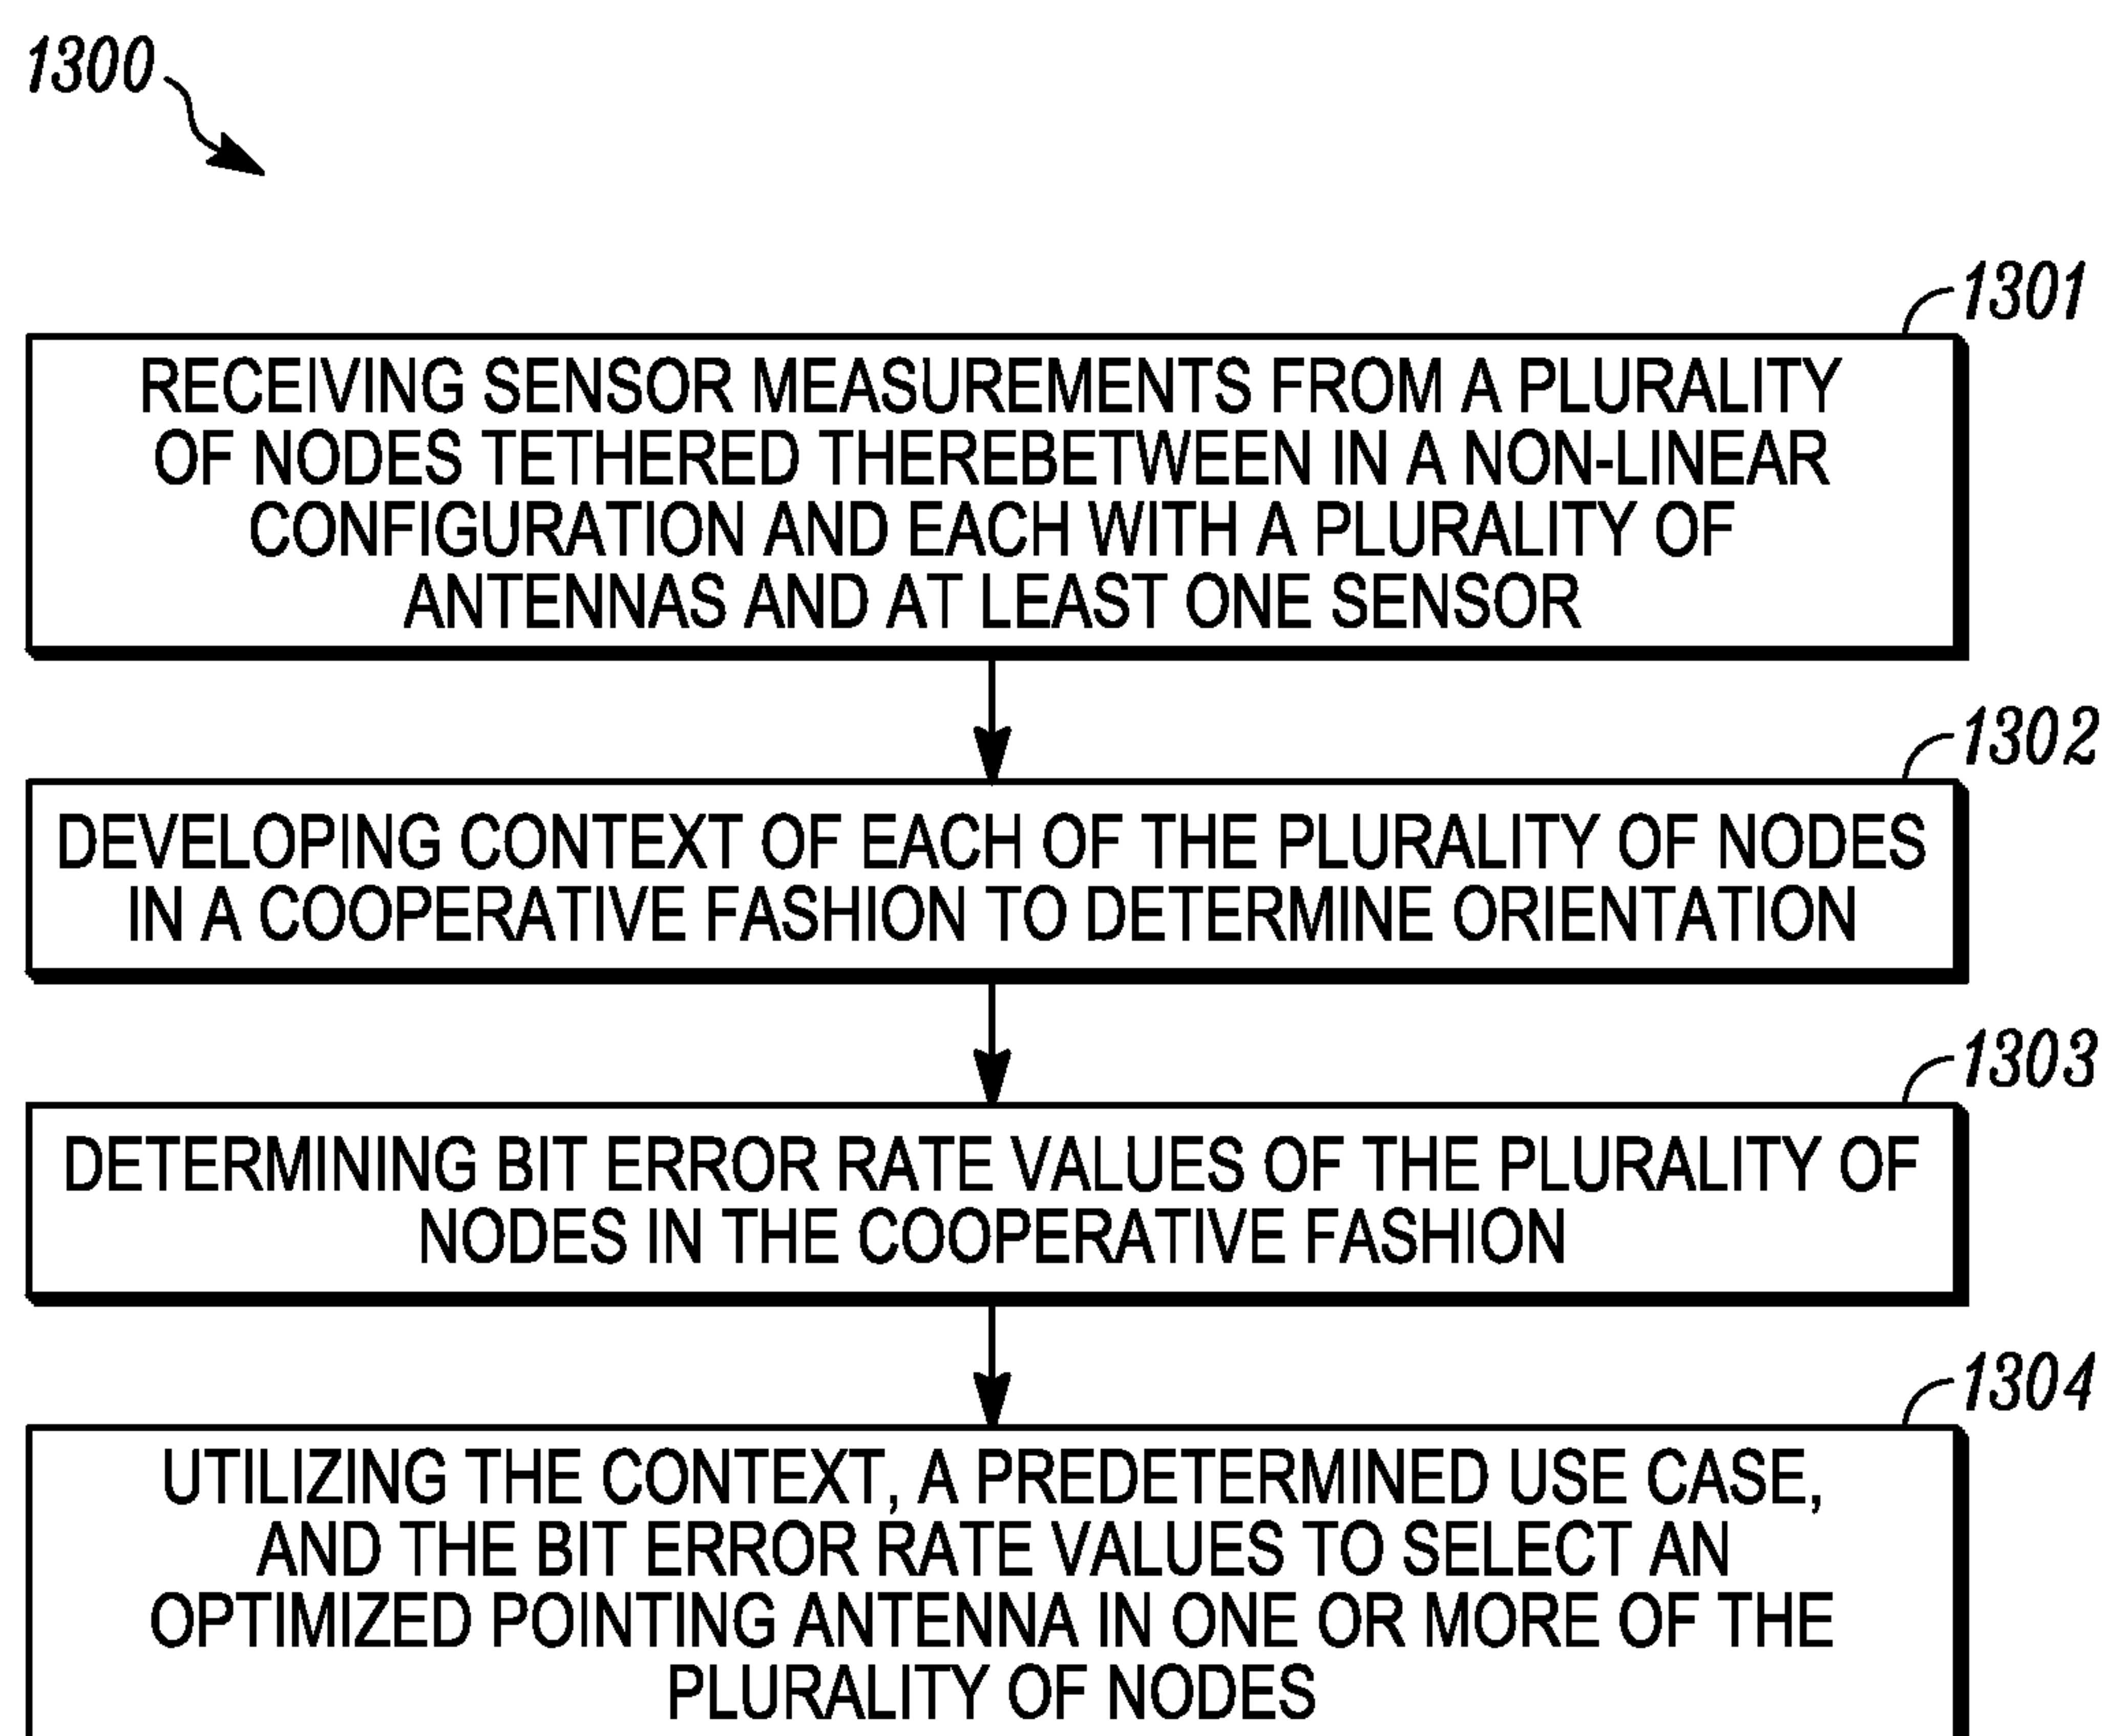 1300
1301
RECEIVING SENSOR MEASUREMENTS FROM A PLURALITY
OF NODES TETHERED THEREBETWEEN IN A NON-LINEAR
CONFIGURATION AND EACH WITH A PLURALITY OF
ANTENNAS AND AT LEAST ONE SENSOR
1302
DEVELOPING CONTEXT OF EACH OF THE PLURALITY OF NODES
IN A COOPERATIVE FASHION TO DETERMINE ORIENTATION
1303
DETERMINING BIT ERROR RATE VALUES OF THE PLURALITY OF
NODES IN THE COOPERATIVE FASHION
1304
UTILIZING THE CONTEXT, A PREDETERMINED USE CASE,
AND THE BIT ERROR RATE VALUES TO SELECT AN
OPTIMIZED POINTING ANTENNA IN ONE OR MORE OF THE
PLURALITY OF NODES